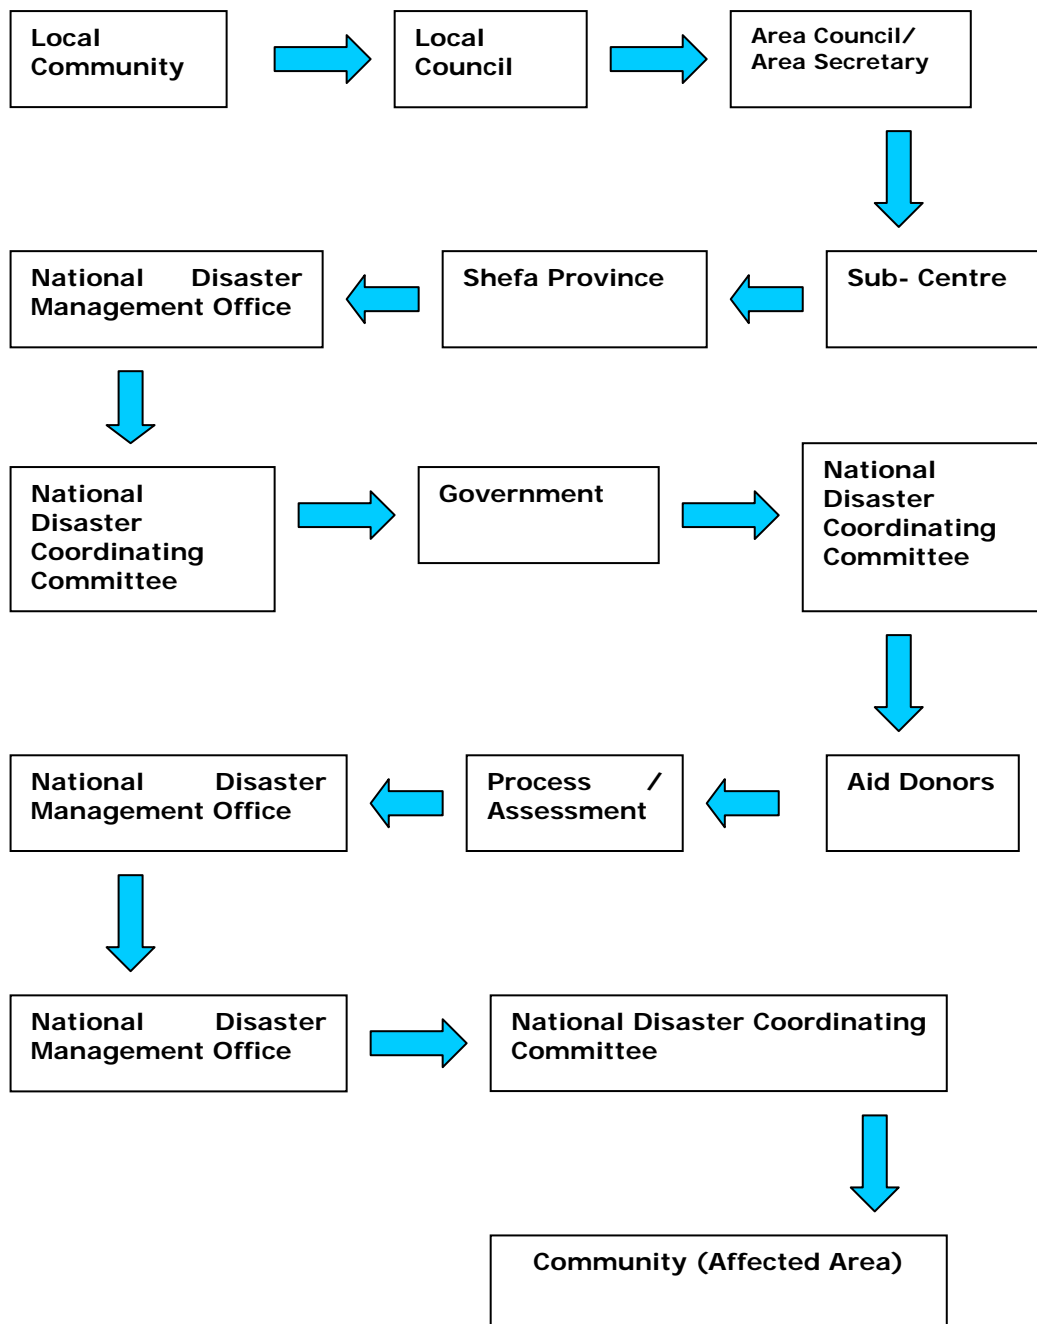 Local
Community
Local
Council
Area Council/
Area Secretary
Sub- Centre
Shefa Province
National Disaster
Management Office
National
Disaster
Coordinating
Committee
Government
National
Disaster
Coordinating
Committee
Aid Donors
Process /
Assessment
National Disaster
Management Office
National Disaster
Management Office
National Disaster Coordinating
Committee
Community (Affected Area)